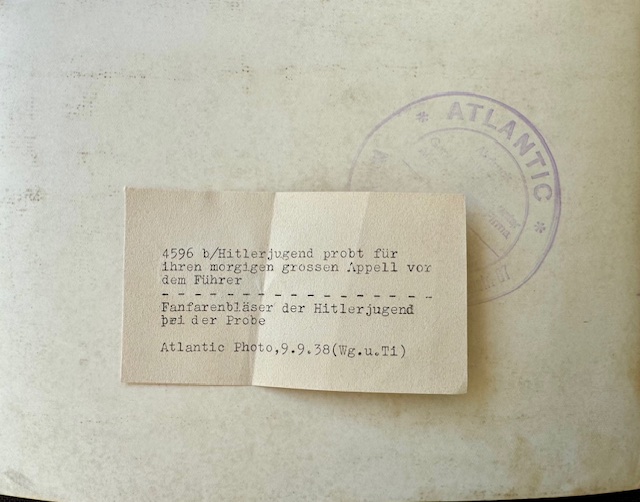 * ATLANTIC *
4596 b/Hitlerjugend probt für
ihren morgigen grossen Appell vor
dem Führer
- - - - - - - - - - - - - - - - -
Fanfarenbläser der Hitlerjugend
bei der Probe
Atlantic Photo,9.9.38(Wg.u.Ti)